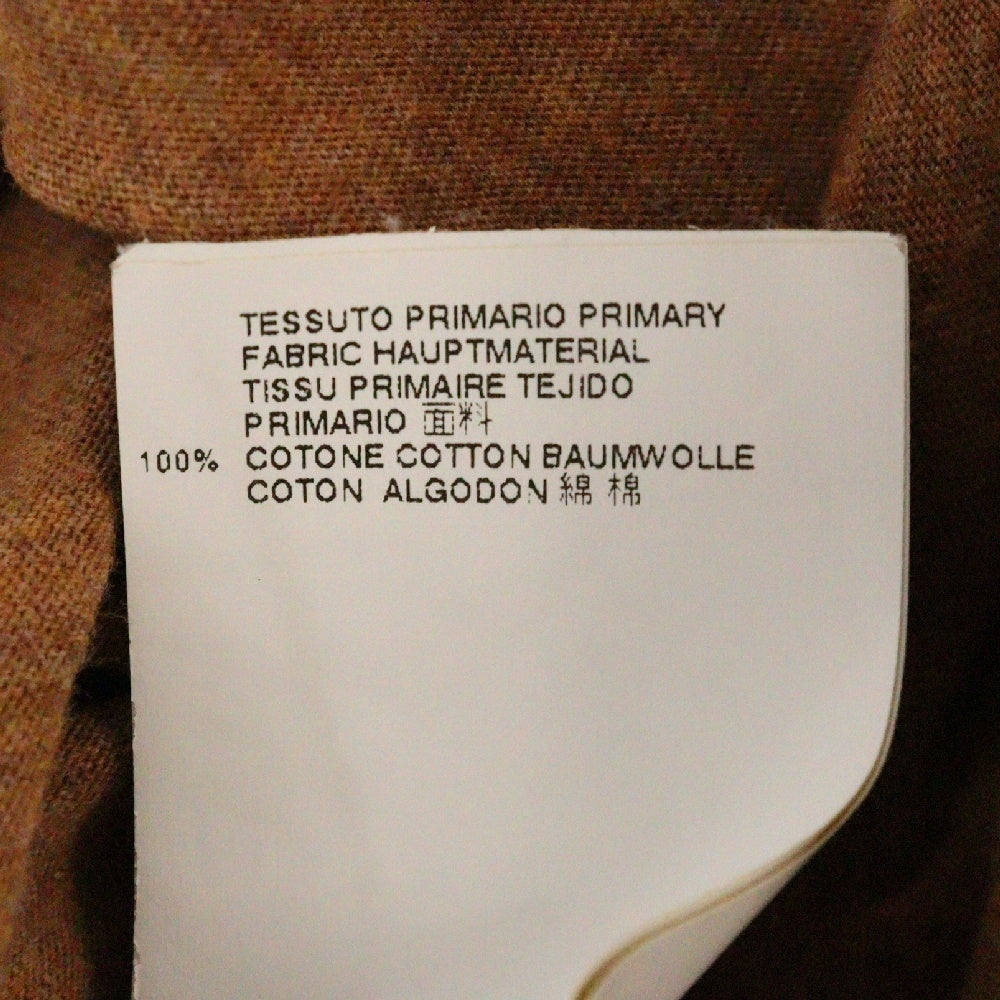 TESSUTO PRIMARIO PRIMARY
FABRIC HAUPTMATERIAL
TISSU PRIMAIRE TEJIDO
PRIMARIO 面料
100% COTONE COTTON BAUMWOLLE
COTON ALGODON 綿 棉